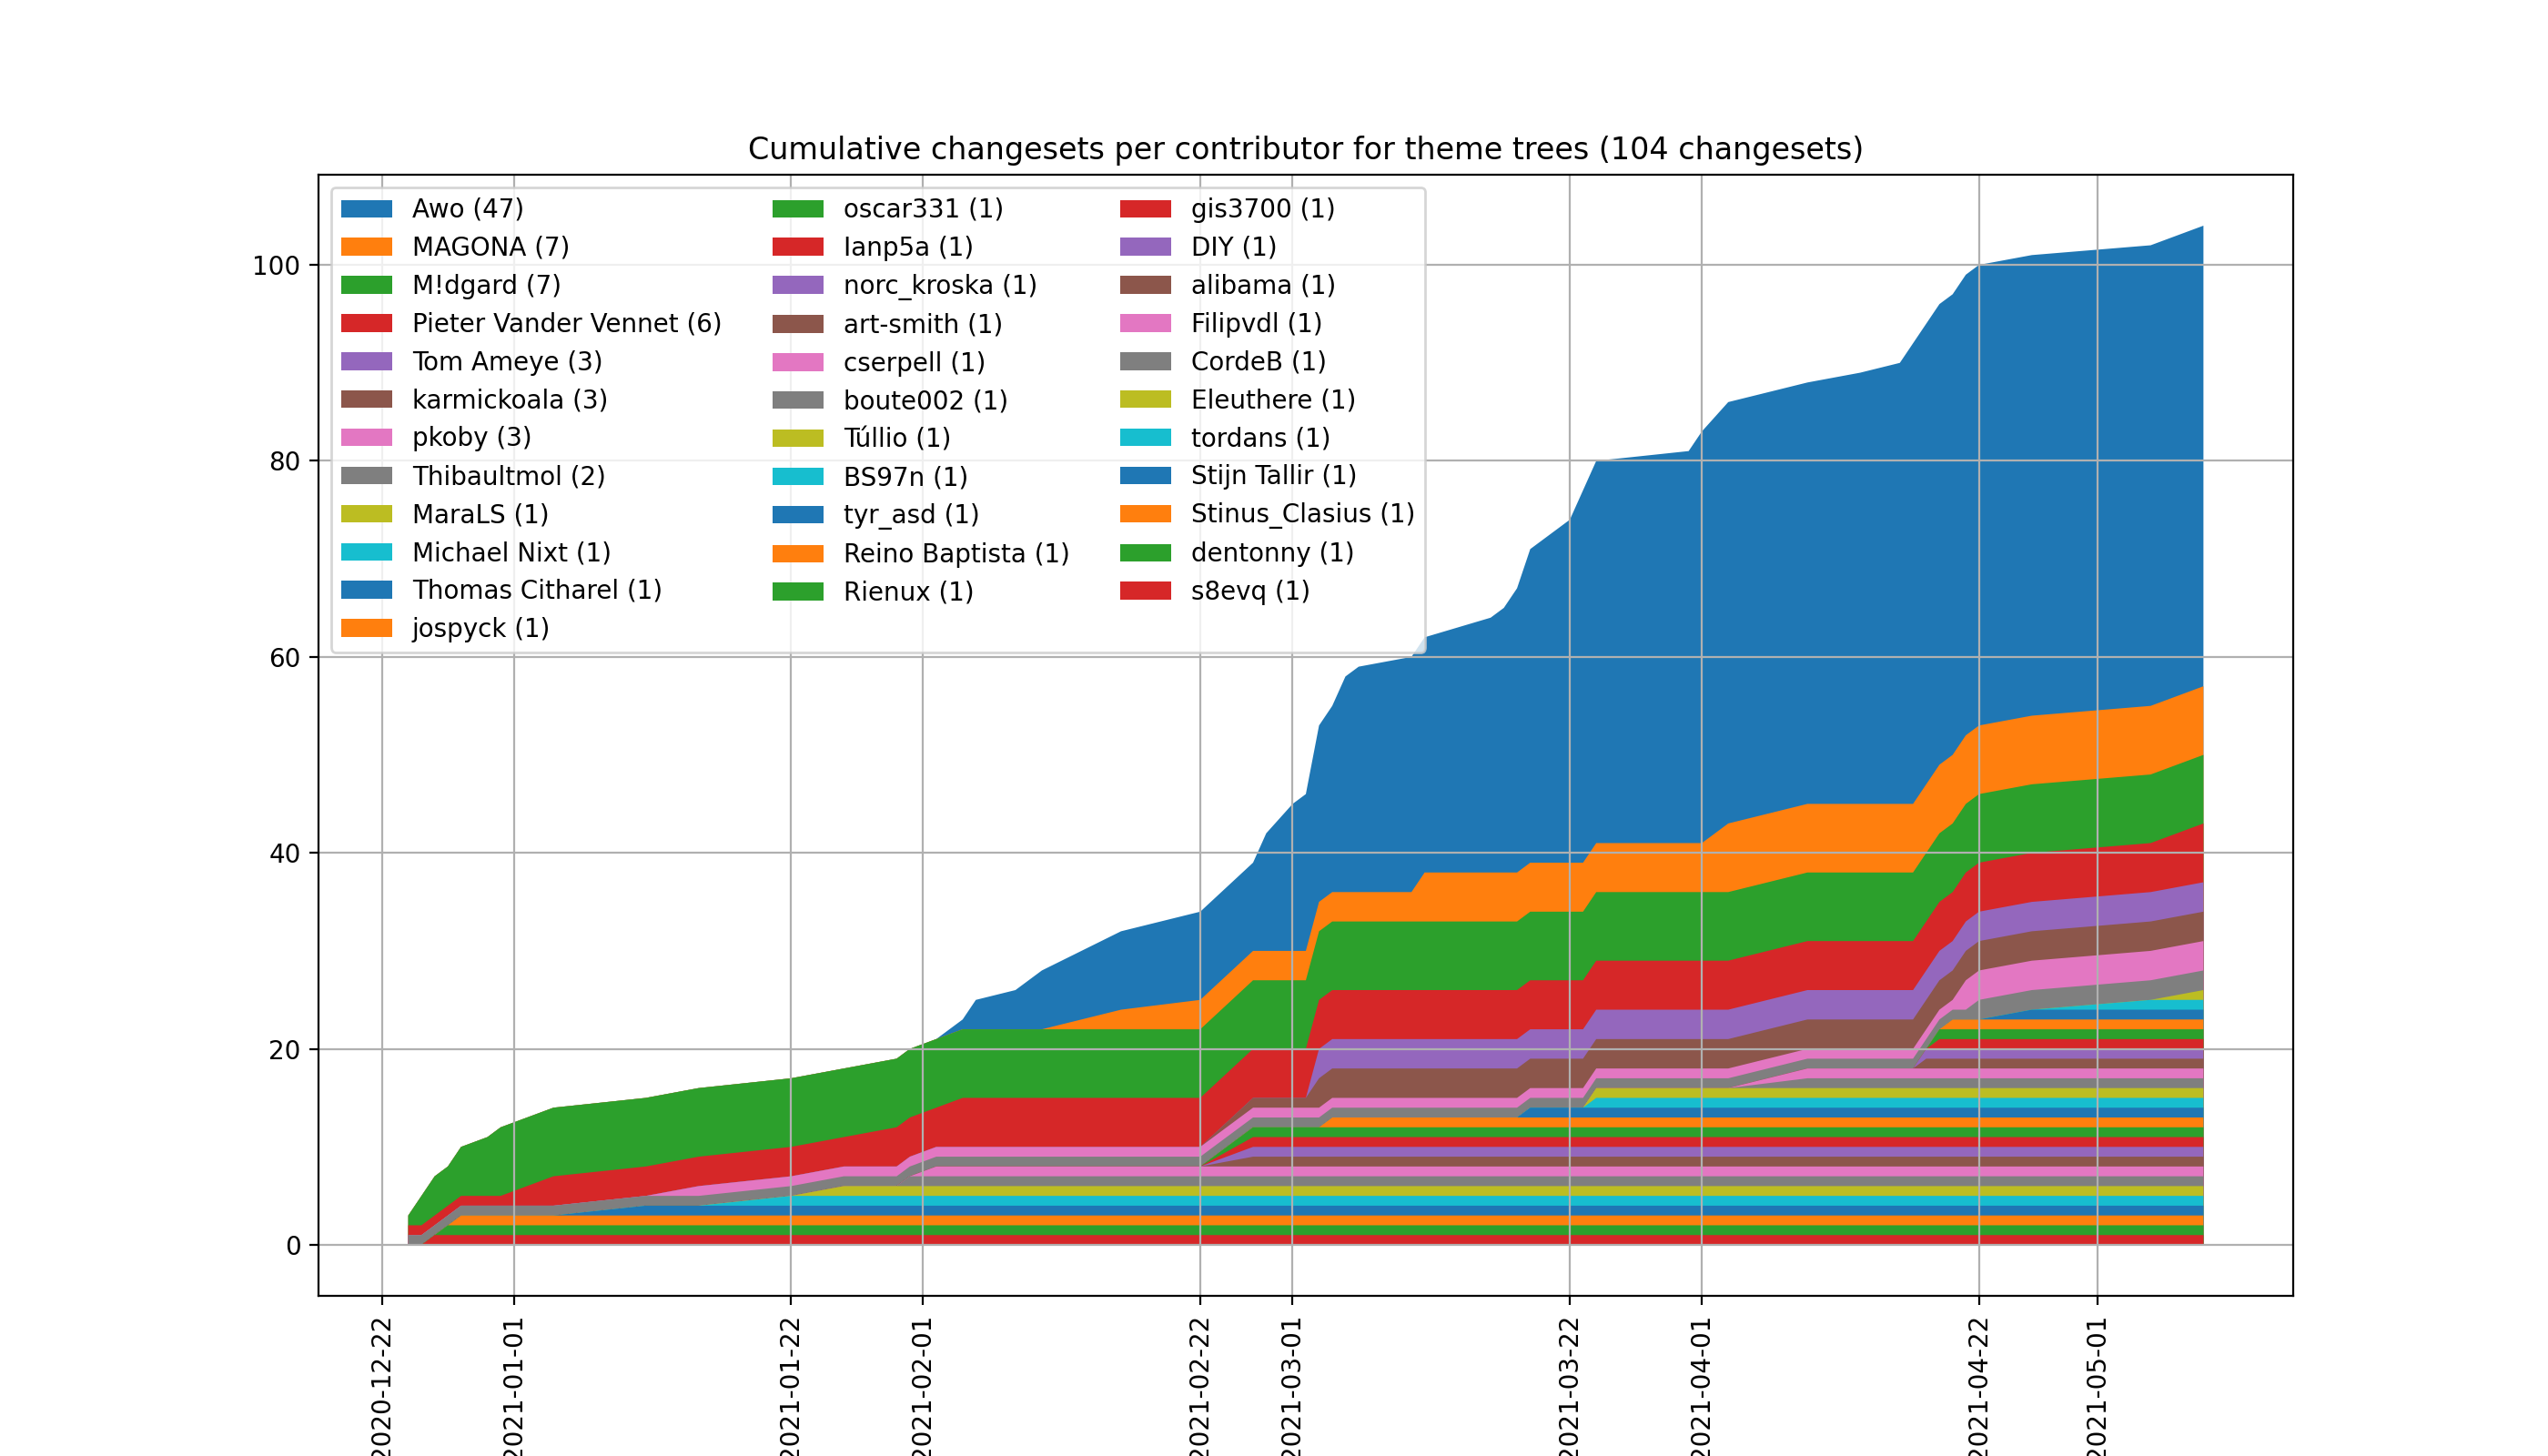 Cumulative changesets per contributor for theme trees (104 changesets)
Awo (47)
MAGONA (7)
M!dgard (7)
Pieter Vander Vennet (6)
Tom Ameye (3)
karmickoala (3)
pkoby (3)
Thibaultmol (2)
MaraLS (1)
Michael Nixt (1)
Thomas Citharel (1)
jospyck (1)
oscar331 (1)
Ianp5a (1)
norc_kroska (1)
art-smith (1)
cserpell (1)
boute002 (1)
Túllio (1)
BS97n (1)
tyr_asd (1)
Reino Baptista (1)
Rienux (1)
gis3700 (1)
DIY (1)
alibama (1)
Filipvdl (1)
CordeB (1)
Eleuthere (1)
tordans (1)
Stijn Tallir (1)
Stinus_Clasius (1)
dentonny (1)
s8evq (1)
100
80
60
40
20
0
2020-12-22
2021-01-01
2021-01-22
2021-02-01
2021-02-22
2021-03-01
2021-03-22
2021-04-01
2021-04-22
2021-05-01